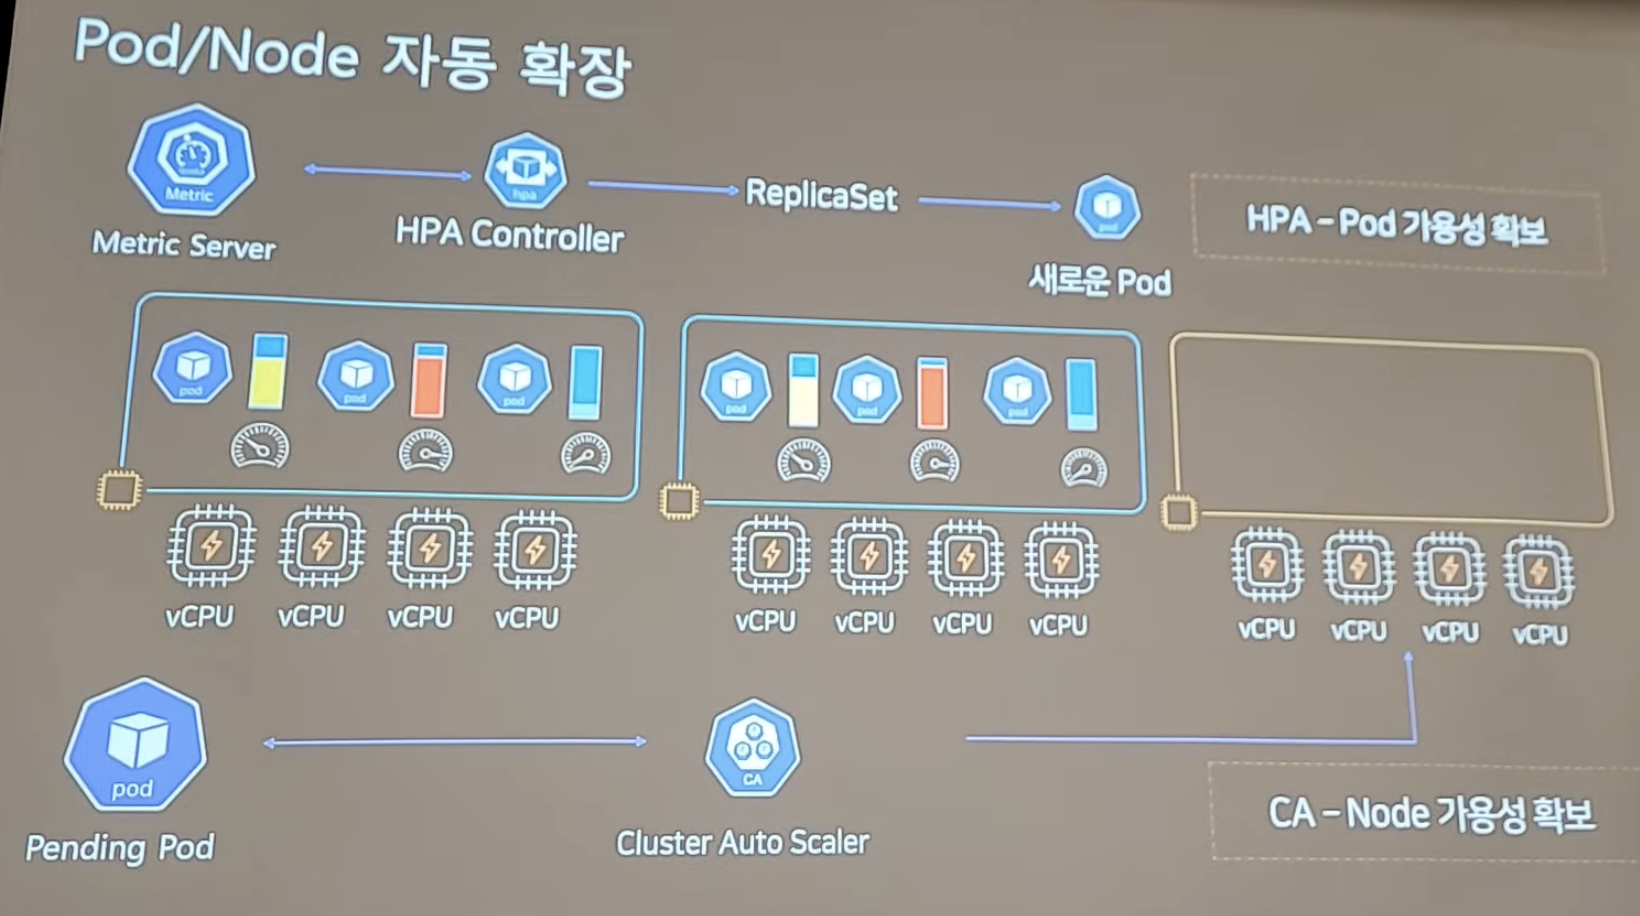 Pod/Node 자동 확장
Metric
Metric Server
hpa
HPA Controller
ReplicaSet
pod
새로운 Pod
HPA – Pod 가용성 확보
pod
pod
pod
pod
pod
pod
vCPU vCPU vCPU vCPU
vCPU vCPU vCPU vCPU
vCPU vCPU vCPU vCPU
pod
Pending Pod
CA
Cluster Auto Scaler
CA – Node 가용성 확보